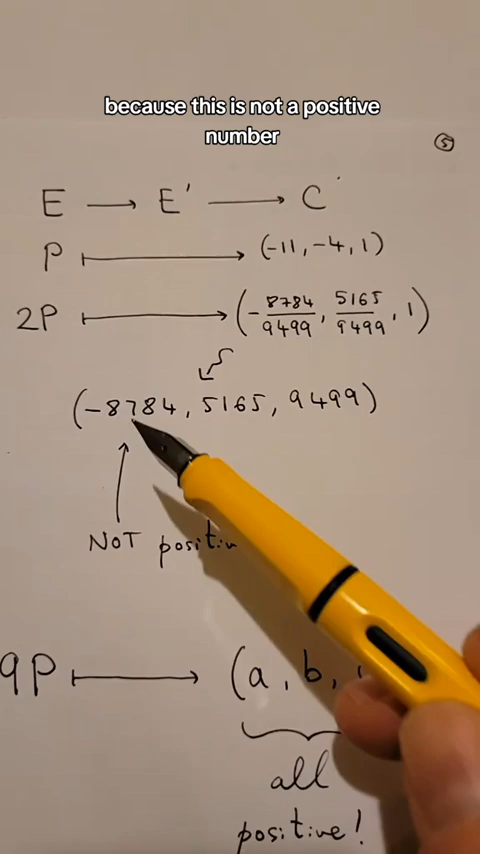 because this is not a positive
number
5
E → E' → C
P ↦ (-11, -4, 1)
2P ↦ (-8784/9499, 5165/9499, 1)
(-8784, 5165, 9499)
NOT
9P ↦ (a, b,
all
positive!